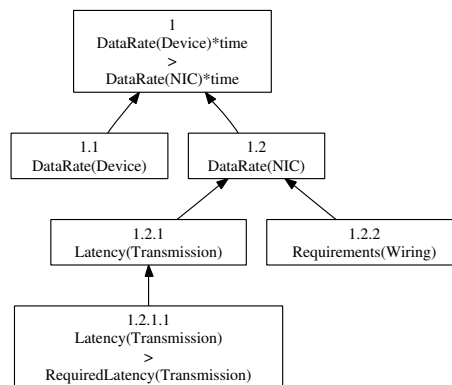 1
DataRate(Device)*time
>
DataRate(NIC)*time
1.1
DataRate(Device)
1.2
DataRate(NIC)
1.2.1
Latency(Transmission)
1.2.2
Requirements(Wiring)
1.2.1.1
Latency(Transmission)
>
RequiredLatency(Transmission)